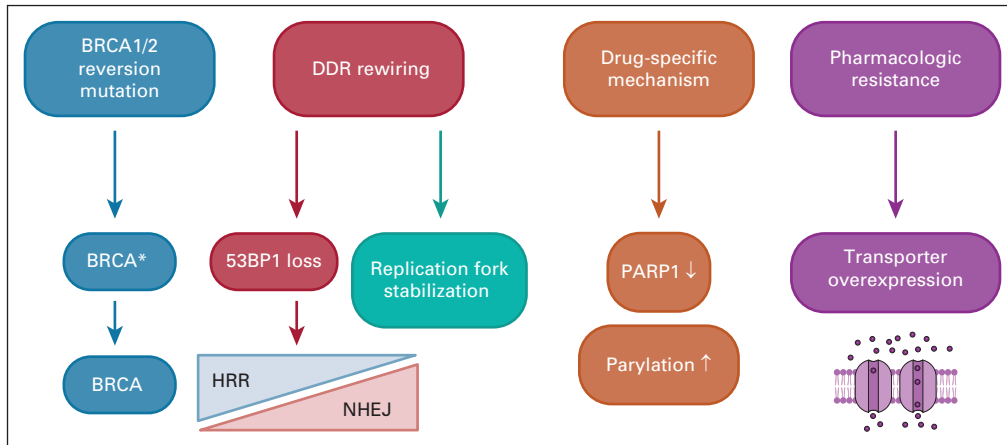 BRCA1/2
reversion
mutation
DDR rewiring
Drug-specific
mechanism
Pharmacologic
resistance
BRCA*
53BP1 loss
Replication fork
stabilization
PARP1 ↓
Transporter
overexpression
BRCA
HRR
NHEJ
Parylation ↑